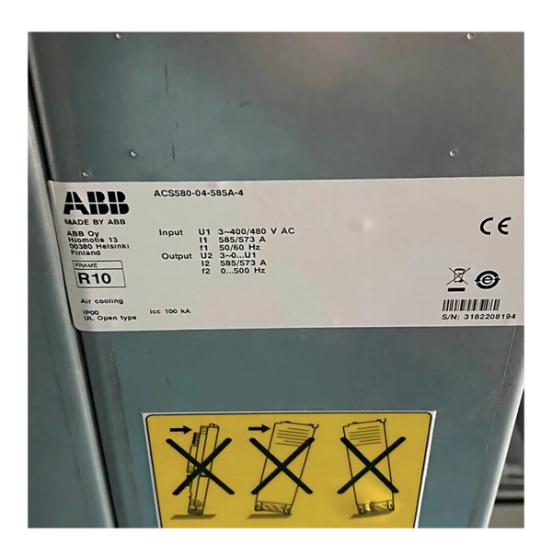 ABB
MADE BY ABB
ABB Oy
Hiomotie 13
00380 Helsinki
Finland
FRAME
R10
Air cooling
IP00
UL Open type
ACS580-04-585A-4
Input U1 3~400/480 V AC
I1 585/573 A
f1 50/60 Hz
Output U2 3~0...U1
I2 585/573 A
f2 0...500 Hz
Icc 100 kA
CE
S/N: 3182208194